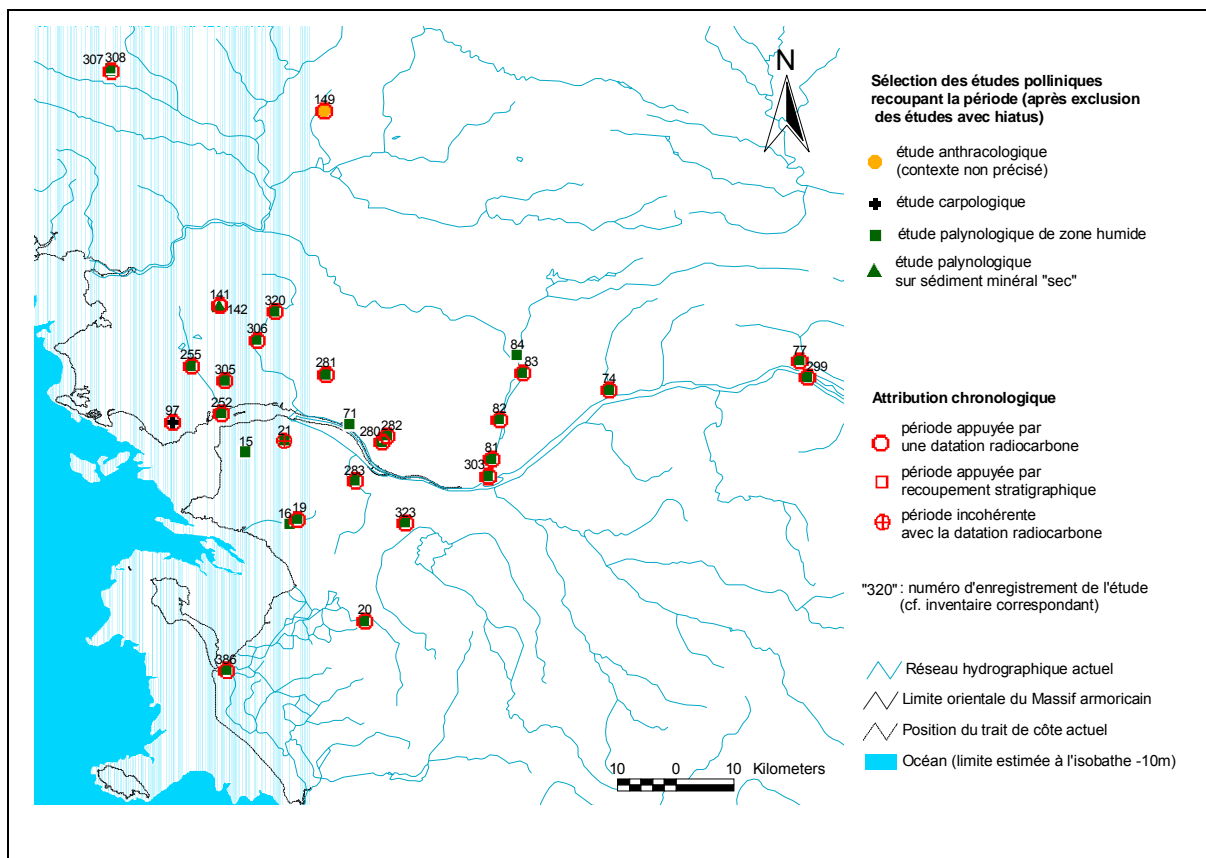 307 308
149
N
141
142
320
306
255
305
281
84
83
77
299
74
97
252
71
282
280
82
15
21
81
303
283
16 19
323
20
386
10 0 10 Kilometers
Sélection des études polliniques
recoupant la période (après exclusion
des études avec hiatus)
étude anthracologique
(contexte non précisé)
étude carpologique
étude palynologique de zone humide
étude palynologique
sur sédiment minéral "sec"
Attribution chronologique
période appuyée par
une datation radiocarbone
période appuyée par
recoupement stratigraphique
période incohérente
avec la datation radiocarbone
"320" : numéro d'enregistrement de l'étude
(cf. inventaire correspondant)
Réseau hydrographique actuel
Limite orientale du Massif armoricain
Position du trait de côte actuel
Océan (limite estimée à l'isobathe -10m)